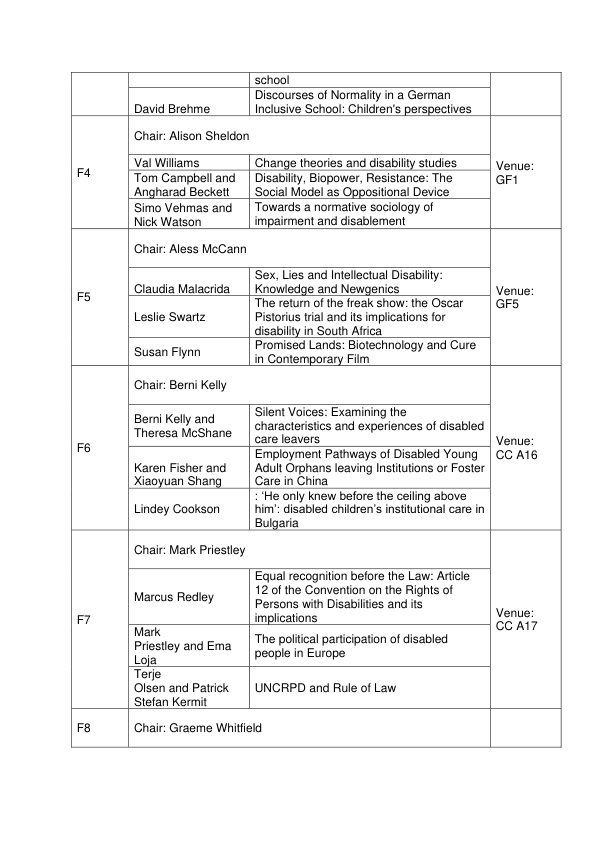 school
David Brehme
Discourses of Normality in a German
Inclusive School: Children's perspectives
F4
Chair: Alison Sheldon
Venue:
GF1
Val Williams
Change theories and disability studies
Tom Campbell and
Angharad Beckett
Disability, Biopower, Resistance: The
Social Model as Oppositional Device
Simo Vehmas and
Nick Watson
Towards a normative sociology of
impairment and disablement
F5
Chair: Aless McCann
Venue:
GF5
Claudia Malacrida
Sex, Lies and Intellectual Disability:
Knowledge and Newgenics
Leslie Swartz
The return of the freak show: the Oscar
Pistorius trial and its implications for
disability in South Africa
Susan Flynn
Promised Lands: Biotechnology and Cure
in Contemporary Film
F6
Chair: Berni Kelly
Venue:
CC A16
Berni Kelly and
Theresa McShane
Silent Voices: Examining the
characteristics and experiences of disabled
care leavers
Karen Fisher and
Xiaoyuan Shang
Employment Pathways of Disabled Young
Adult Orphans leaving Institutions or Foster
Care in China
Lindey Cookson
: ‘He only knew before the ceiling above
him’: disabled children’s institutional care in
Bulgaria
F7
Chair: Mark Priestley
Venue:
CC A17
Marcus Redley
Equal recognition before the Law: Article
12 of the Convention on the Rights of
Persons with Disabilities and its
implications
Mark
Priestley and Ema
Loja
The political participation of disabled
people in Europe
Terje
Olsen and Patrick
Stefan Kermit
UNCRPD and Rule of Law
F8
Chair: Graeme Whitfield